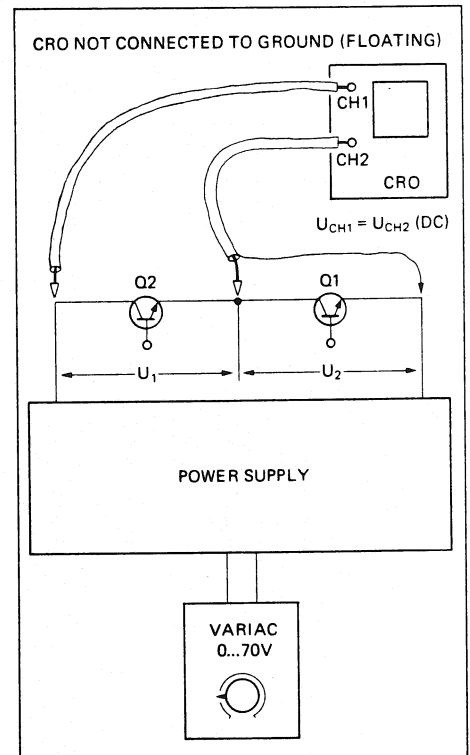 CRO NOT CONNECTED TO GROUND (FLOATING)
CH1
CH2
CRO
UCH1 = UCH2 (DC)
Q2
Q1
U1
U2
POWER SUPPLY
VARIAC
0...70V